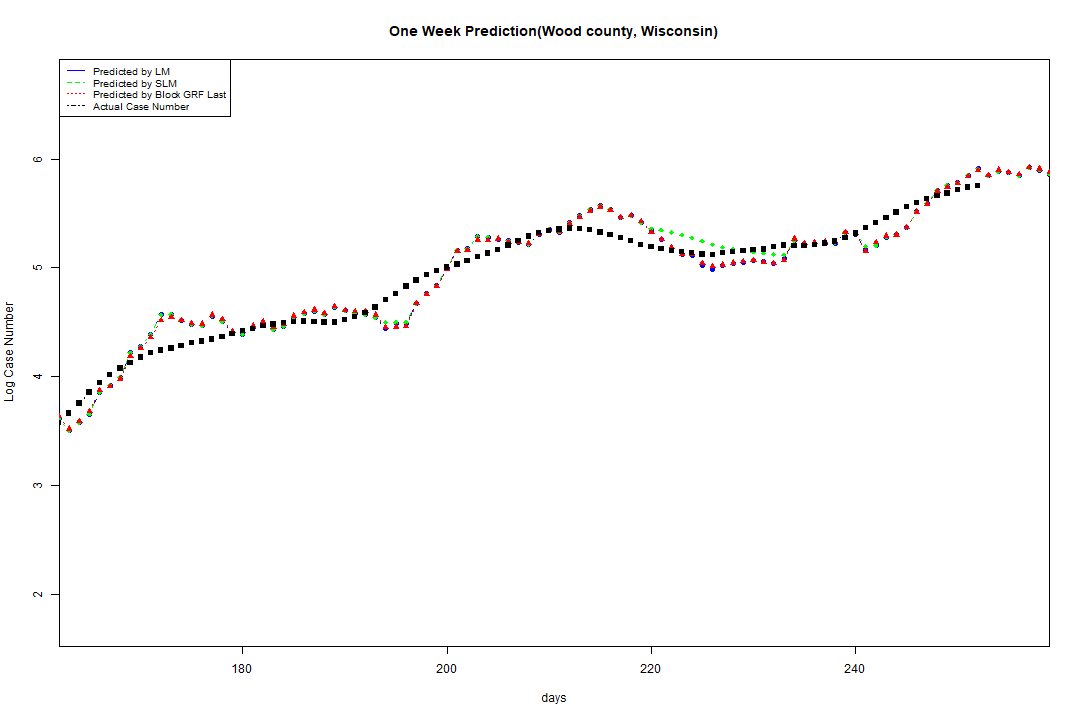 One Week Prediction(Wood county, Wisconsin)
Predicted by LM
Predicted by SLM
Predicted by Block GRF Last
Actual Case Number
6
5
4
3
2
Log Case Number
180 200 220 240
days